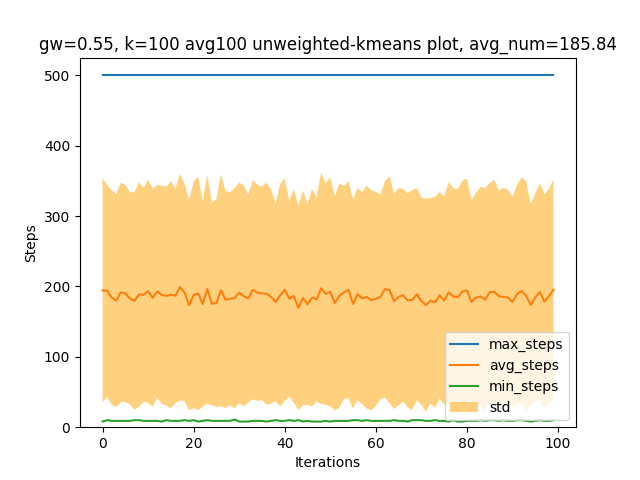 gw=0.55, k=100 avg100 unweighted-kmeans plot, avg_num=185.84
500
400
300
200
100
0
Steps
max_steps
avg_steps
min_steps
std
0 20 40 60 80 100
Iterations